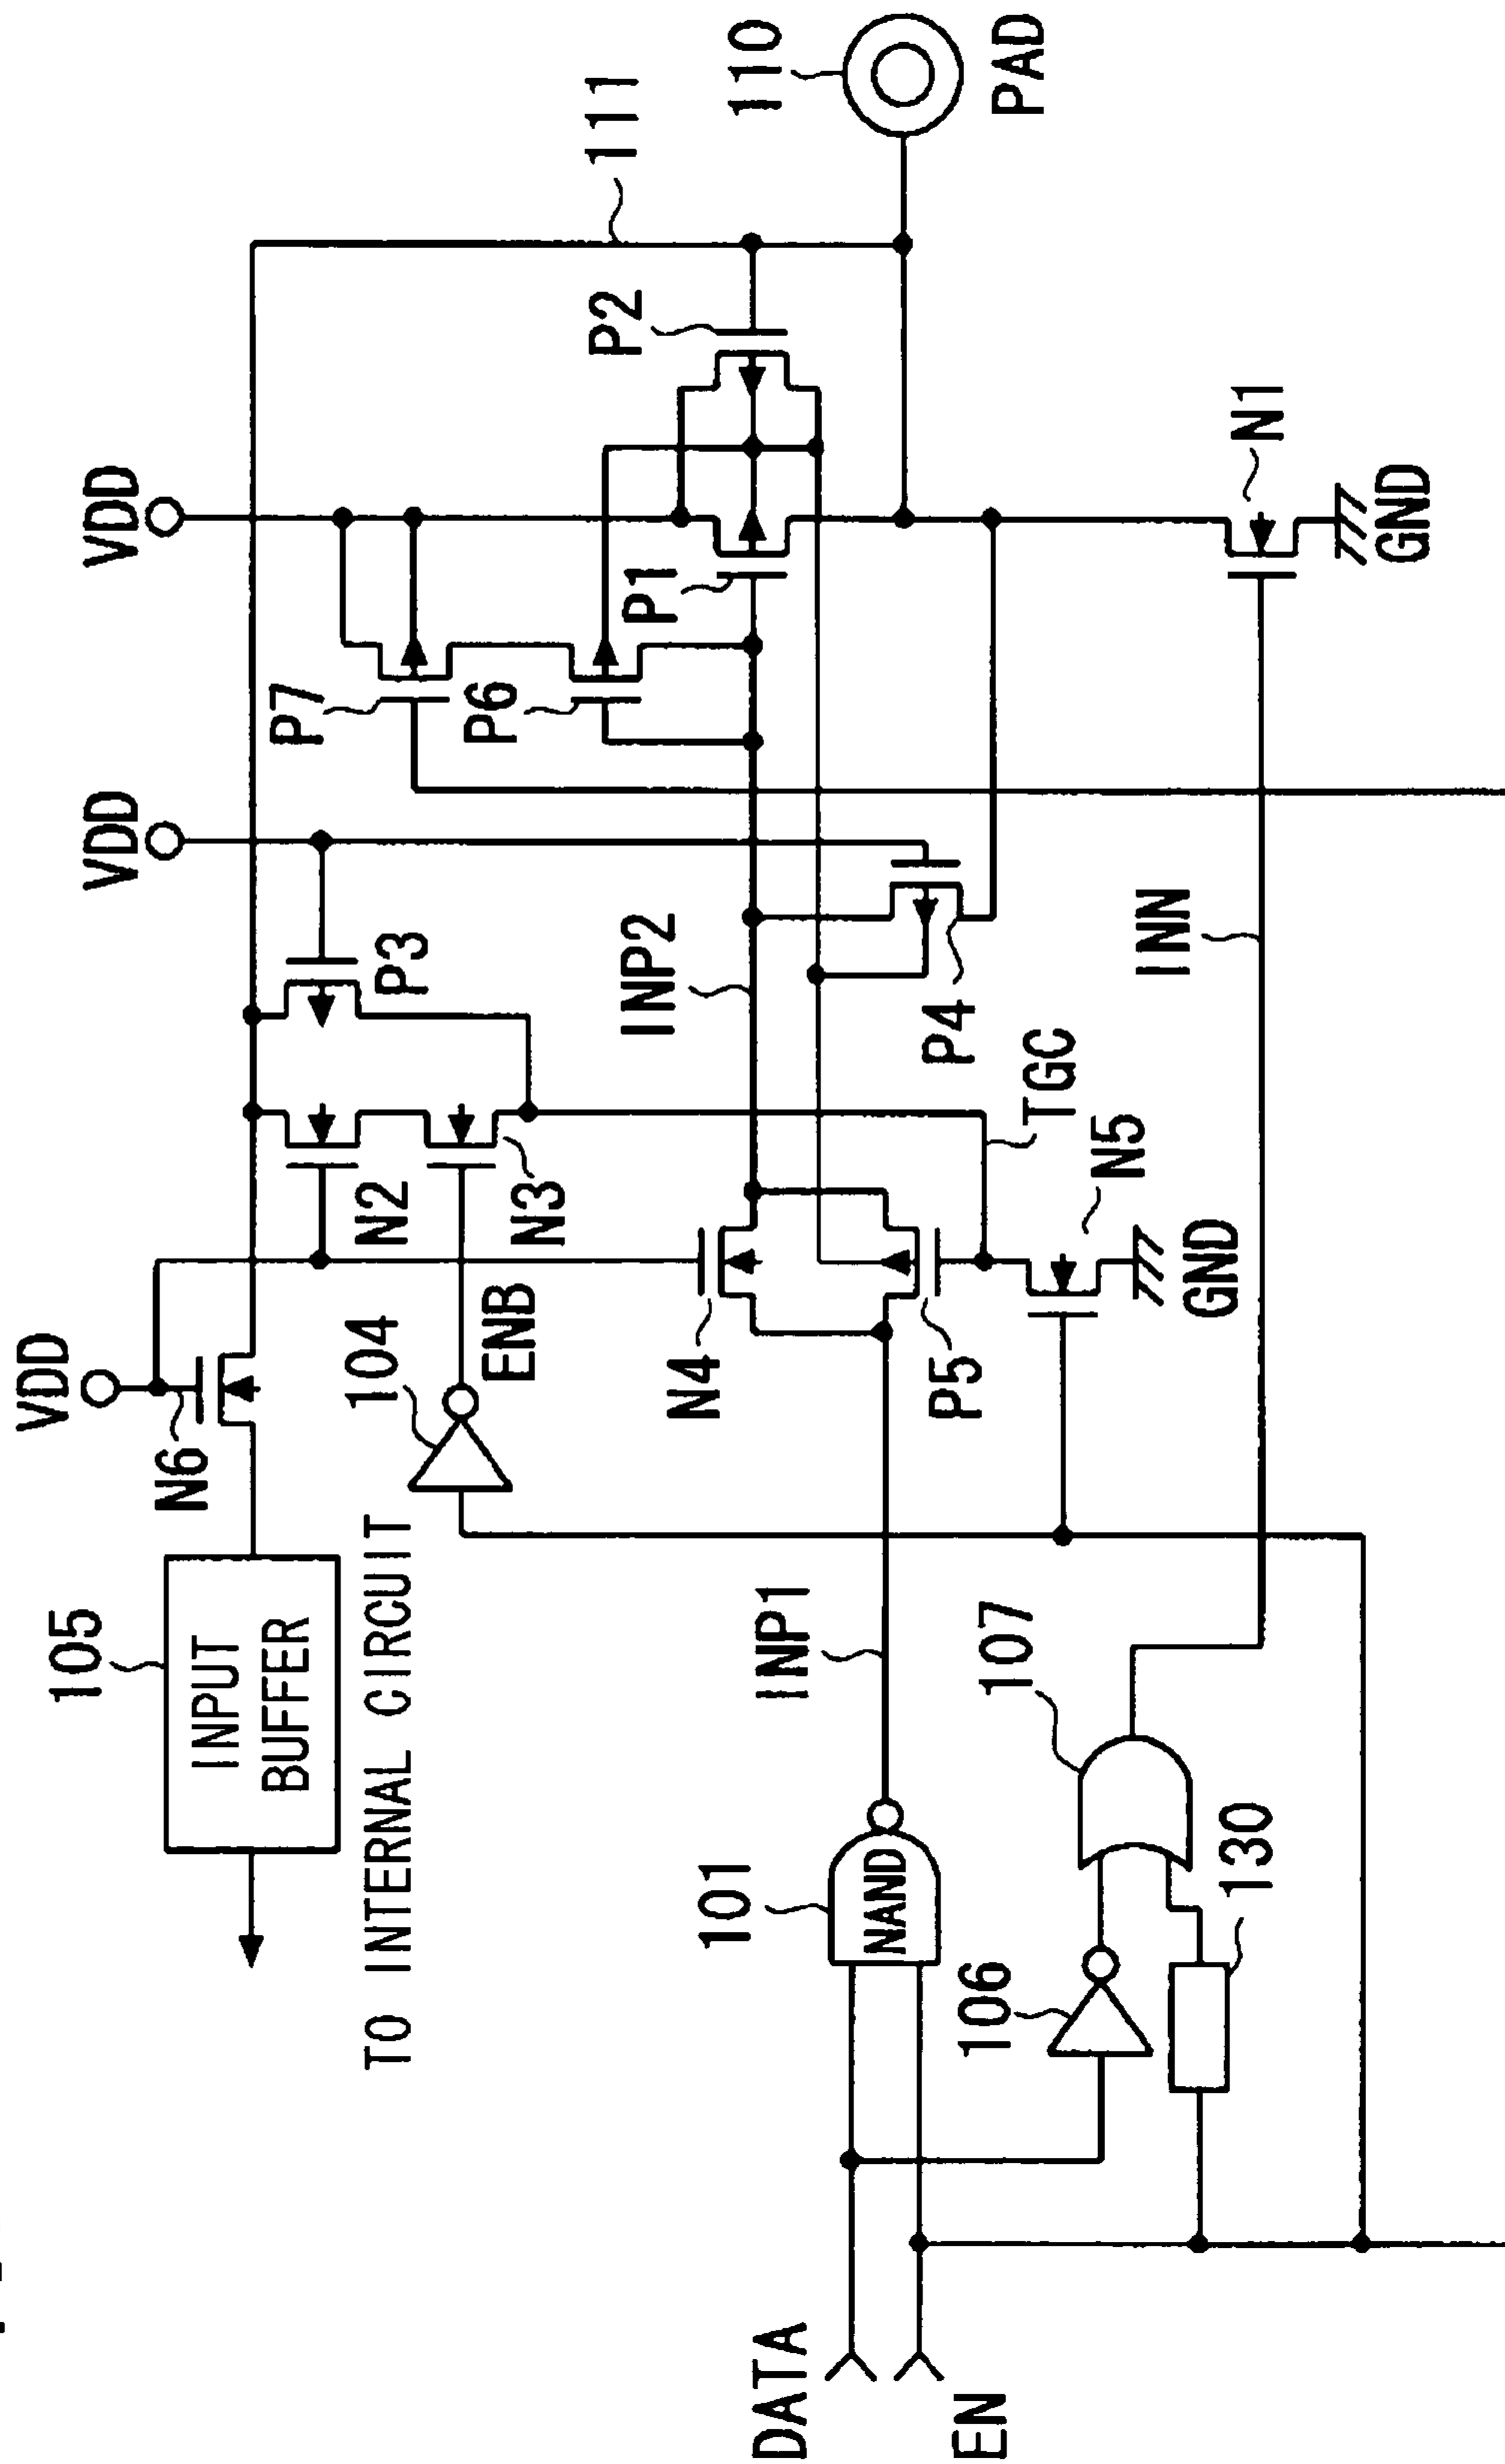 VDD
VDD
VDD
N6
105
INPUT
BUFFER
TO INTERNAL CIRCUIT
104
ENB
N2
N3
P3
P7
P6
P1
P2
111
110
PAD
INP2
P4
N4
P5
TGC
N5
GND
INN
N1
GND
DATA
EN
101
NAND
INP1
106
107
130